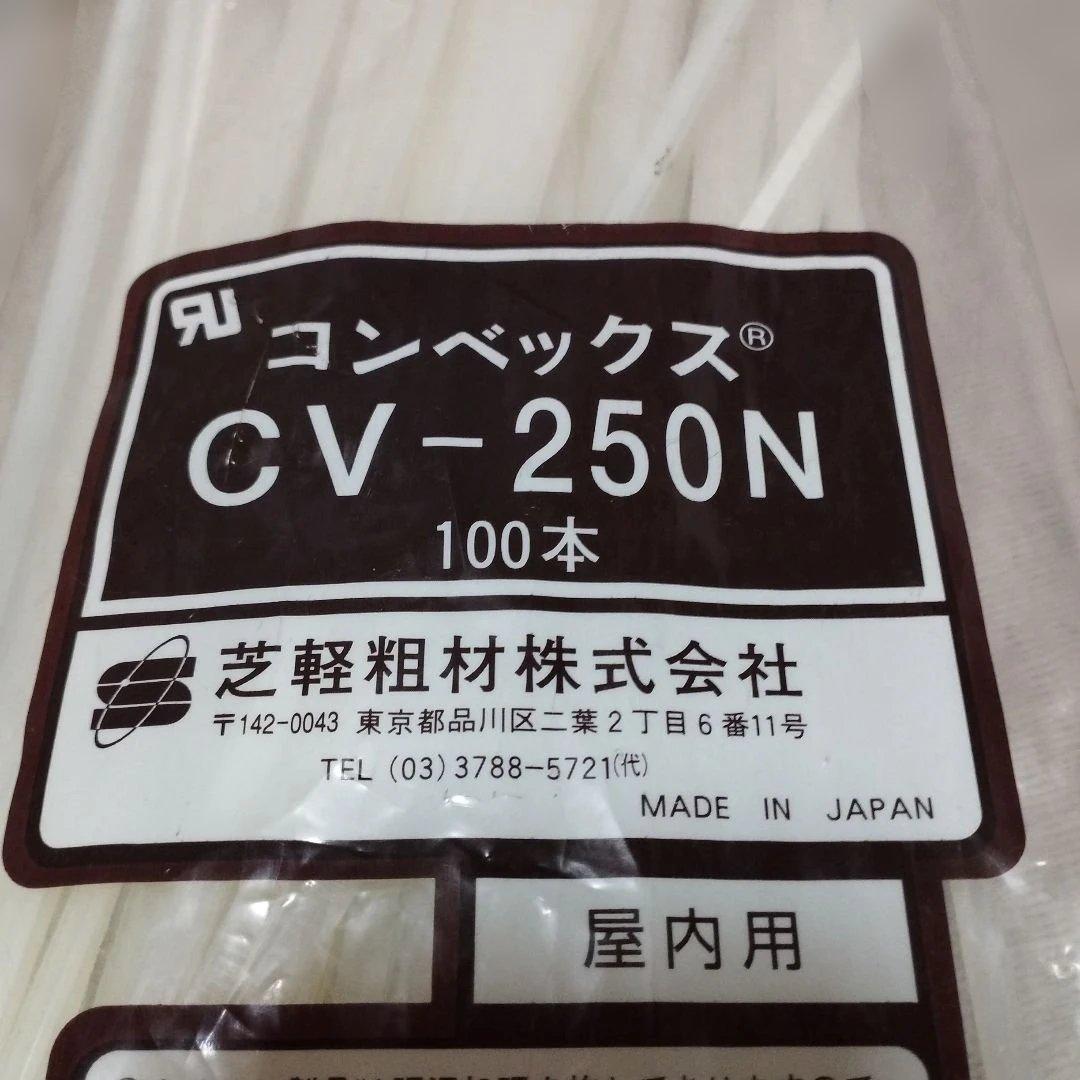 コンベックス®
CV-250N
100本
芝軽粗材株式会社
〒142-0043 東京都品川区二葉2丁目6番11号
TEL (03)3788-5721(代)
MADE IN JAPAN
屋内用